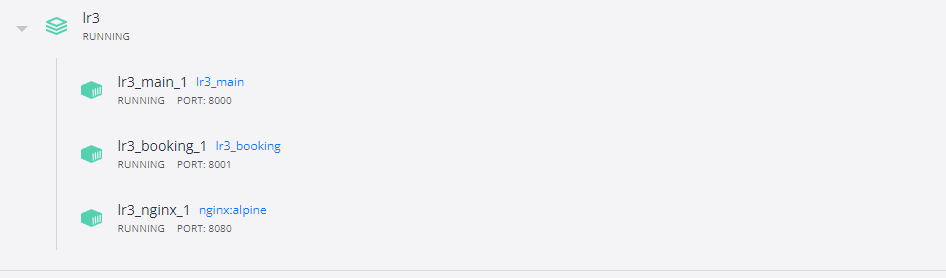 lr3
RUNNING
lr3_main_1 lr3_main
RUNNING PORT: 8000
lr3_booking_1 lr3_booking
RUNNING PORT: 8001
lr3_nginx_1 nginx:alpine
RUNNING PORT: 8080